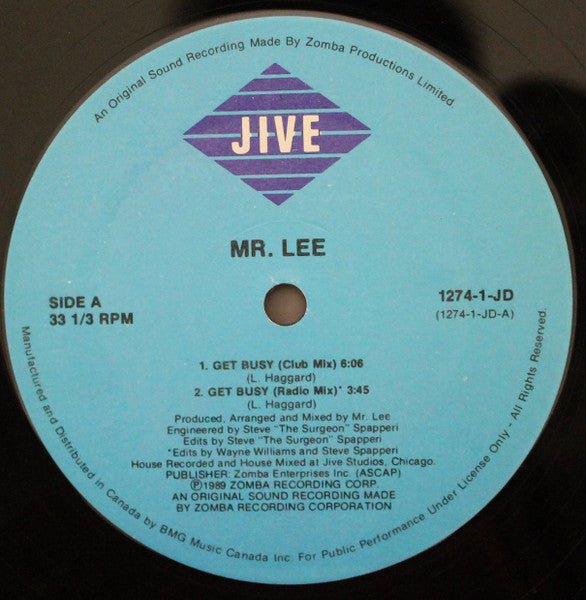 An Original Sound Recording Made By Zomba Productions Limited.
JIVE
MR. LEE
SIDE A
33 1/3 RPM
1274-1-JD
(1274-1-JD-A)
1. GET BUSY (Club Mix) 6:06
(L. Haggard)
2. GET BUSY (Radio Mix)* 3:45
(L. Haggard)
Produced, Arranged and Mixed by Mr. Lee
Engineered by Steve "The Surgeon" Spapperi
Edits by Steve "The Surgeon" Spapperi
*Edits by Wayne Williams and Steve Spapperi
House Recorded and House Mixed at Jive Studios, Chicago.
PUBLISHER: Zomba Enterprises Inc. (ASCAP)
Ⓟ1989 ZOMBA RECORDING CORP.
AN ORIGINAL SOUND RECORDING MADE
BY ZOMBA RECORDING CORPORATION
Manufactured and Distributed in Canada by BMG Music Canada Inc. For Public Performance Under License Only - All Rights Reserved.